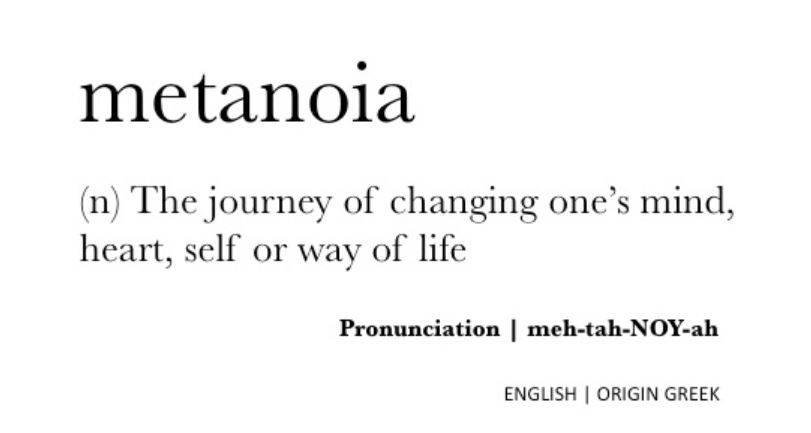 metanoia
(n) The journey of changing one’s mind,
heart, self or way of life
Pronunciation | meh-tah-NOY-ah
ENGLISH | ORIGIN GREEK